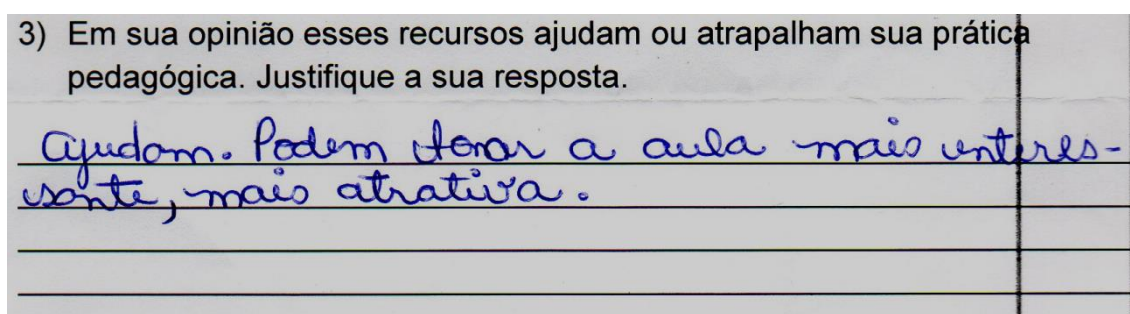 3) Em sua opinião esses recursos ajudam ou atrapalham sua prática
pedagógica. Justifique a sua resposta.
Ajudam. Podem tornar a aula mais interes-
sante, mais atrativa.